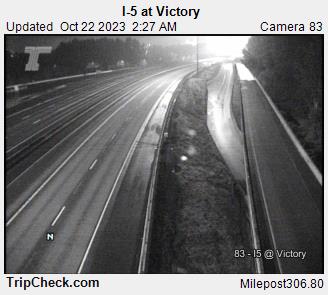 I-5 at Victory
Updated Oct 22 2023 2:27 AM Camera 83
T
N
83 - I5 @ Victory
TripCheck.com Milepost306.80